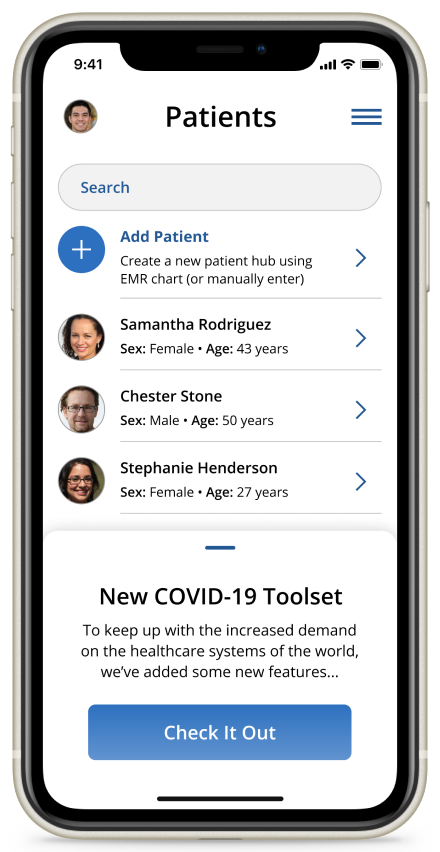 9:41
Patients
Search
Add Patient
Create a new patient hub using
EMR chart (or manually enter)
Samantha Rodriguez
Sex: Female • Age: 43 years
Chester Stone
Sex: Male • Age: 50 years
Stephanie Henderson
Sex: Female • Age: 27 years
New COVID-19 Toolset
To keep up with the increased demand
on the healthcare systems of the world,
we’ve added some new features...
Check It Out